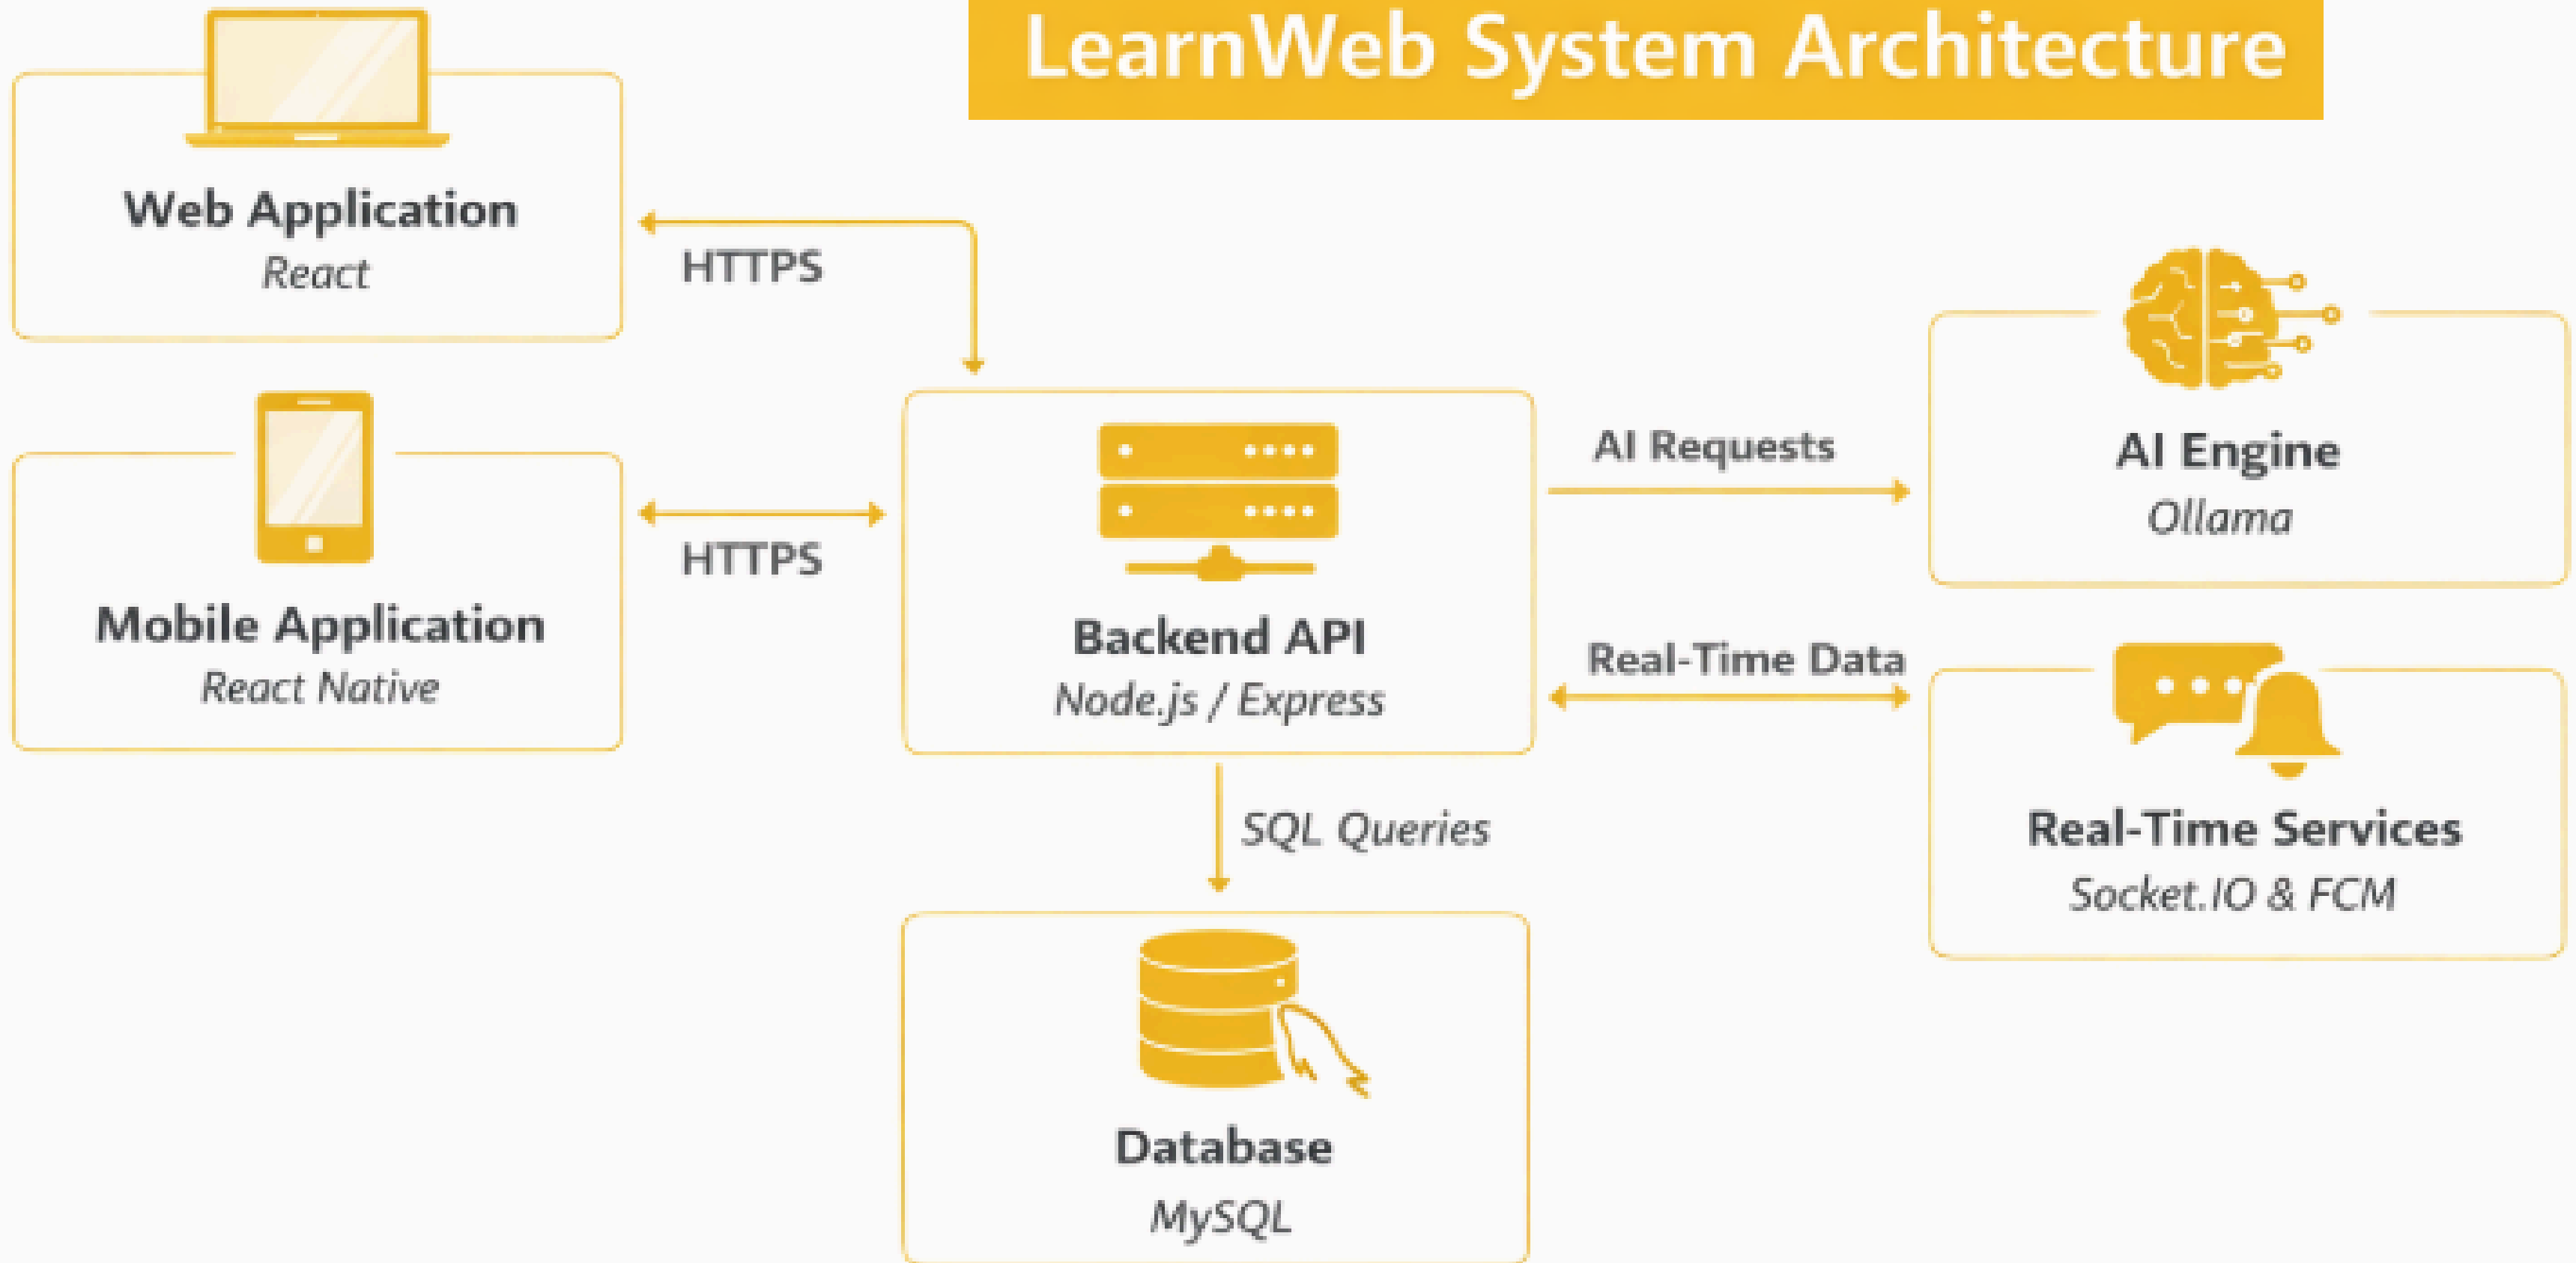 LearnWeb System Architecture
Web Application
React
HTTPS
Mobile Application
React Native
HTTPS
Backend API
Node.js / Express
AI Requests
AI Engine
Ollama
Real-Time Data
Real-Time Services
Socket.IO & FCM
SQL Queries
Database
MySQL